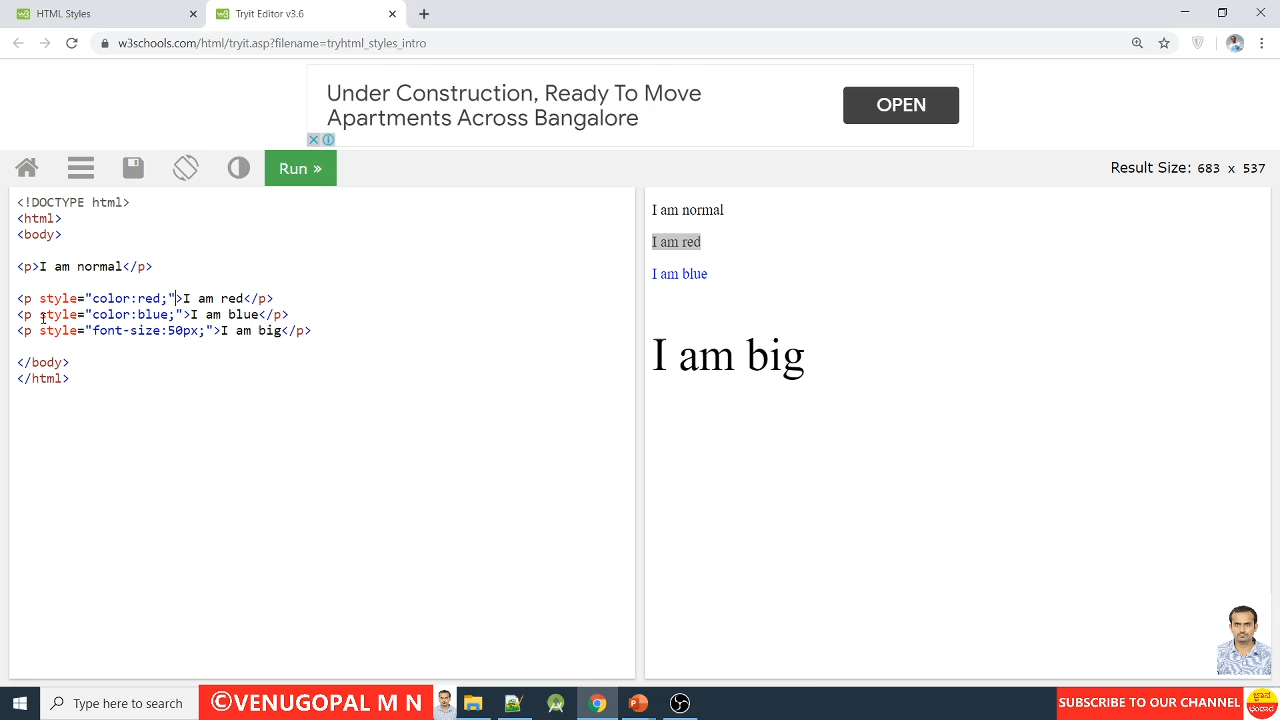 HTML Styles
Tryit Editor v3.6
w3schools.com/html/tryit.asp?filename=tryhtml_styles_intro
Under Construction, Ready To Move
Apartments Across Bangalore
OPEN
Run »
Result Size: 683 x 537
<!DOCTYPE html>
<html>
<body>
<p>I am normal</p>
<p style="color:red;">I am red</p>
<p style="color:blue;">I am blue</p>
<p style="font-size:50px;">I am big</p>
</body>
</html>
I am normal
I am red
I am blue
I am big
Type here to search
©VENUGOPAL M N
SUBSCRIBE TO OUR CHANNEL
ಜ್ಞಾನ
ಭಂಡಾರ